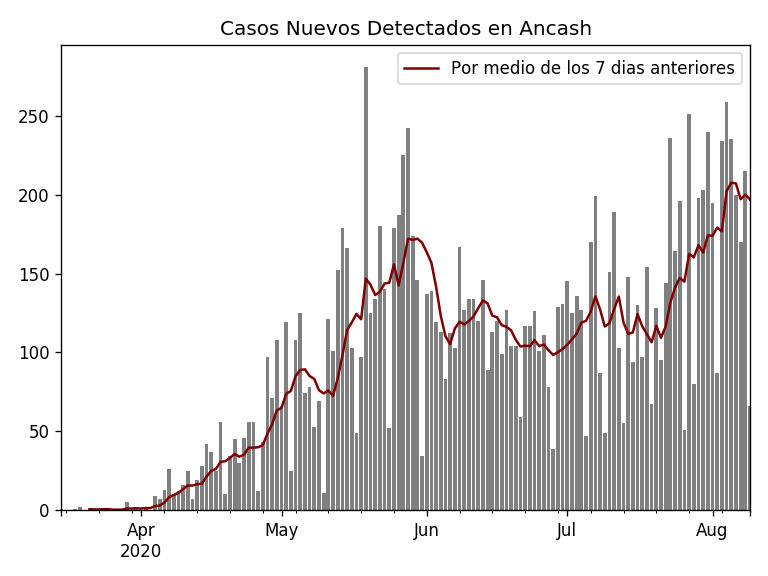 Casos Nuevos Detectados en Ancash
Por medio de los 7 dias anteriores
250
200
150
100
50
0
Apr
2020
May
Jun
Jul
Aug